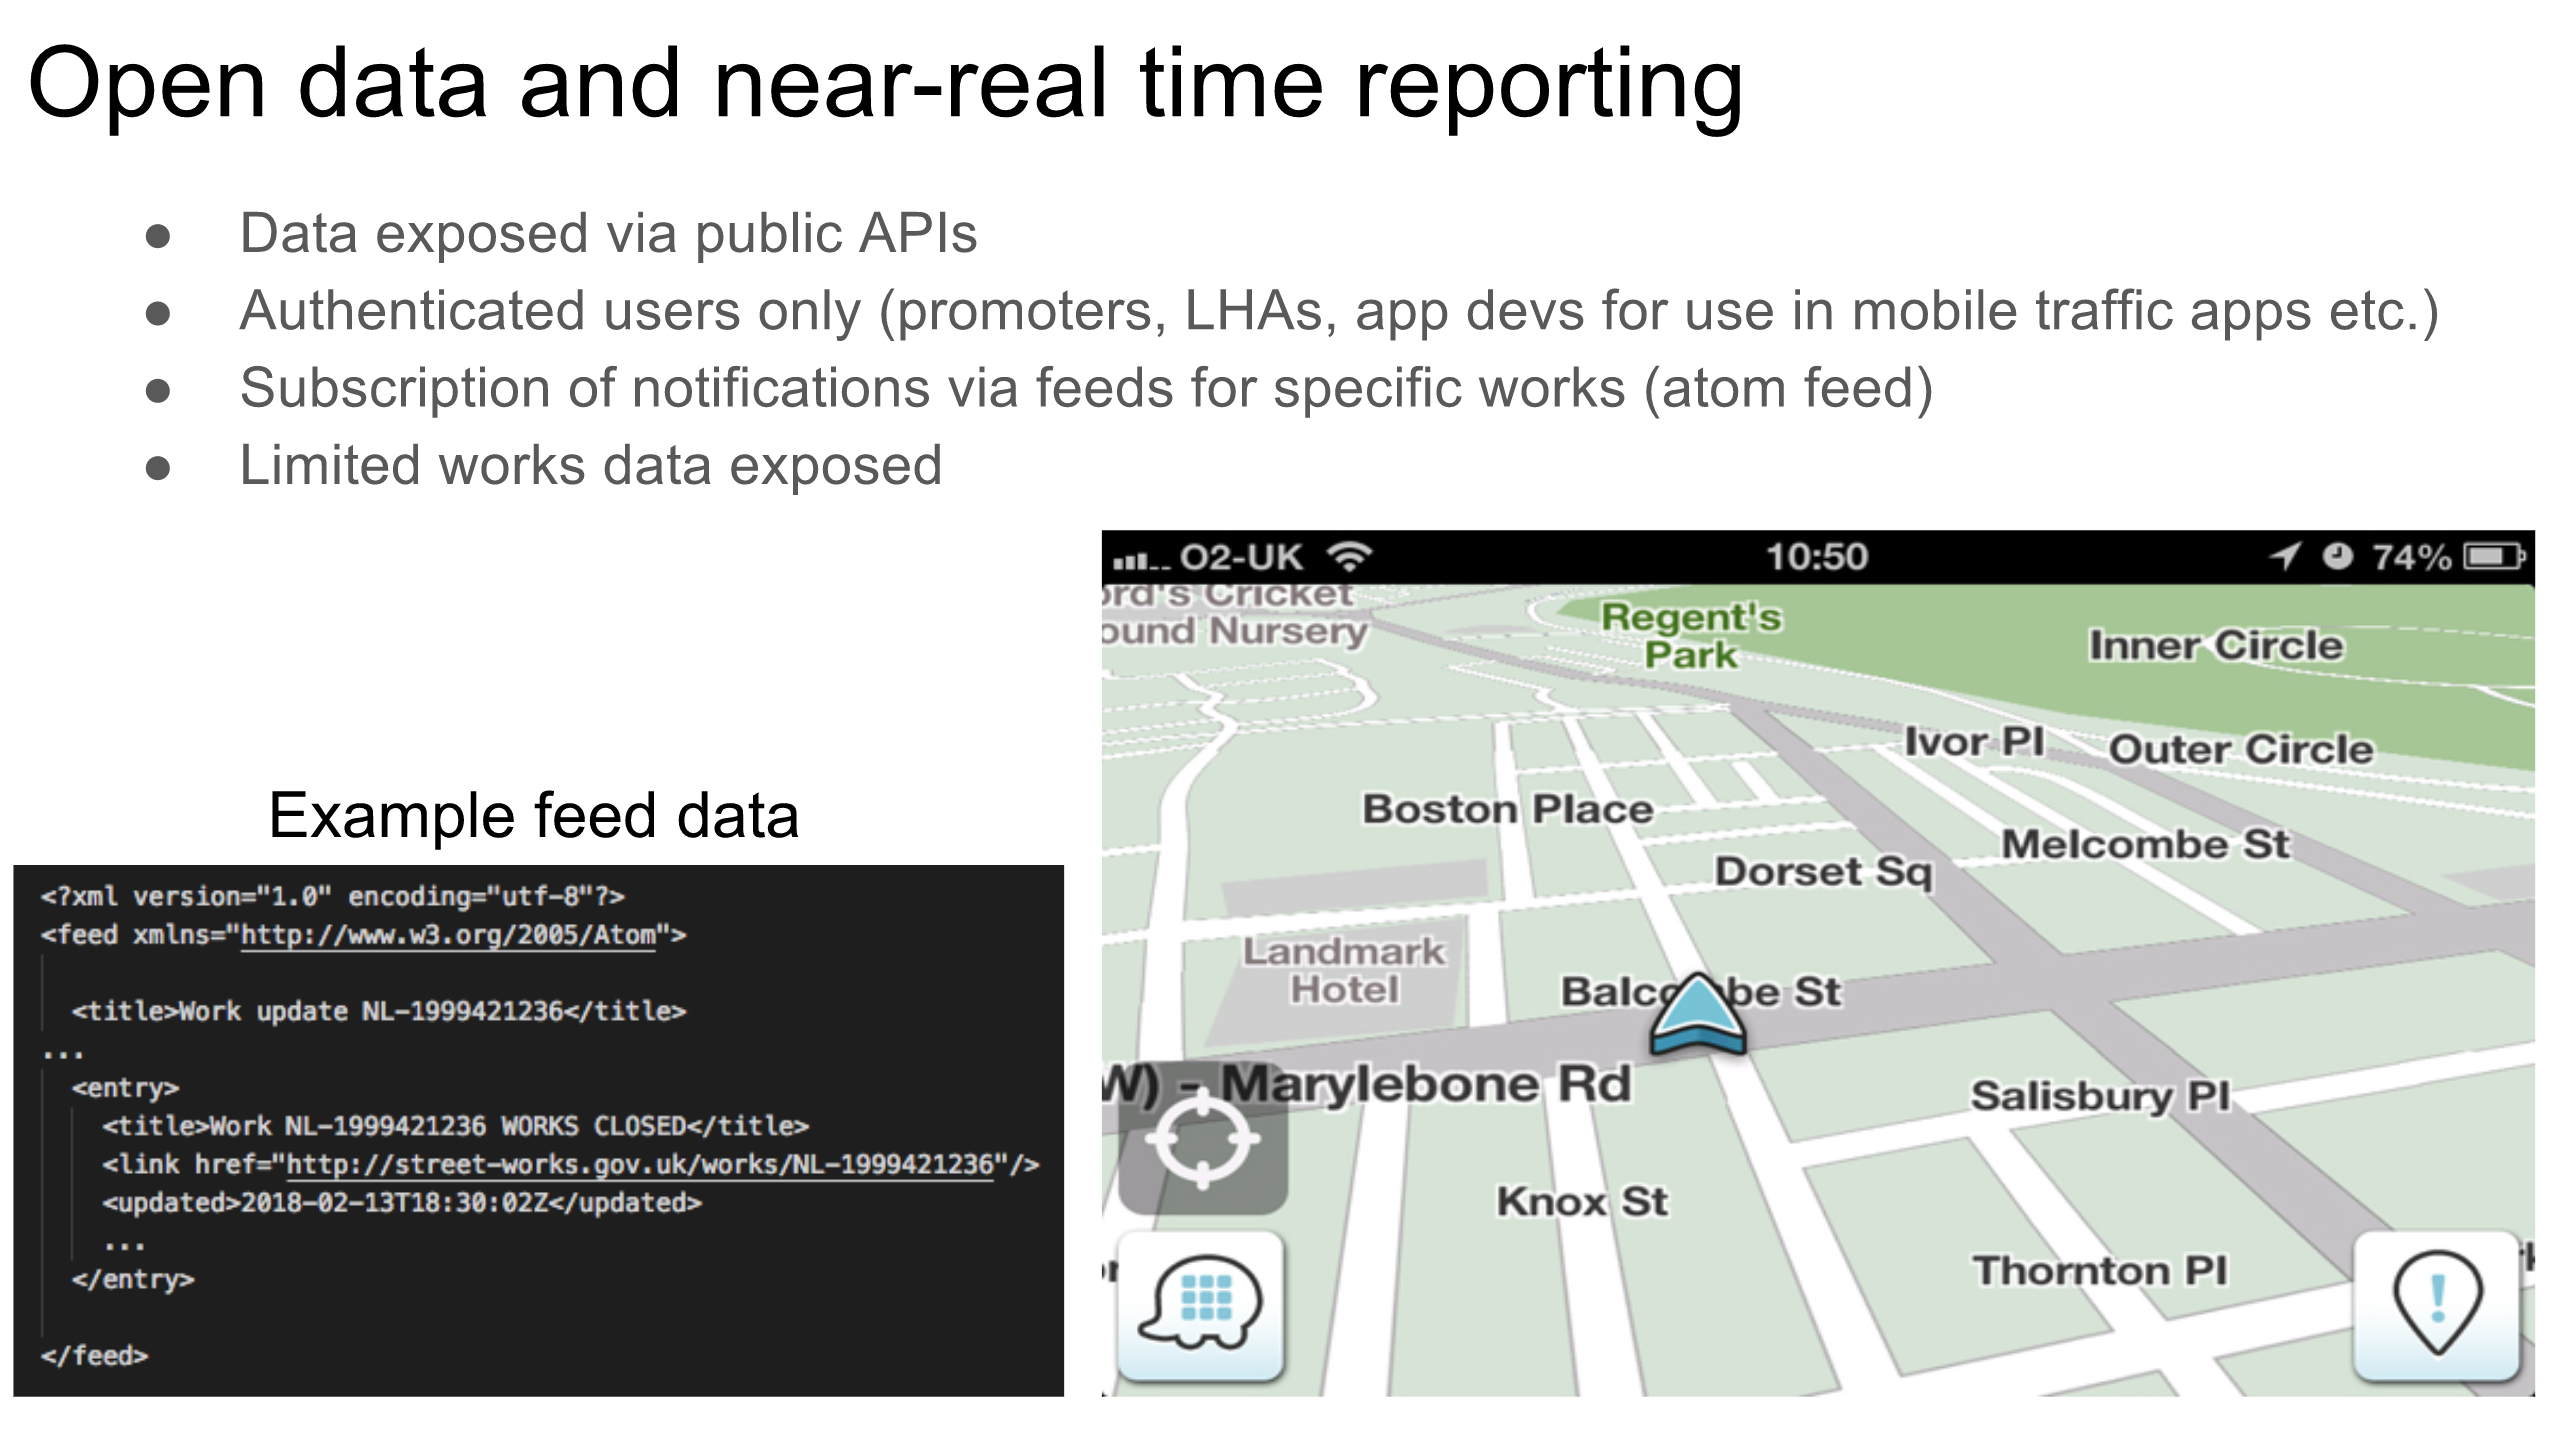 Open data and near-real time reporting
● Data exposed via public APIs
● Authenticated users only (promoters, LHAs, app devs for use in mobile traffic apps etc.)
● Subscription of notifications via feeds for specific works (atom feed)
● Limited works data exposed
Example feed data
<?xml version="1.0" encoding="utf-8"?>
<feed xmlns="http://www.w3.org/2005/Atom">
<title>Work update NL-1999421236</title>
...
<entry>
<title>Work NL-1999421236 WORKS CLOSED</title>
<link href="http://street-works.gov.uk/works/NL-1999421236"/>
<updated>2018-02-13T18:30:02Z</updated>
...
</entry>
</feed>
O2-UK 10:50 74%
Cricket
Nursery
Regent's
Park
Inner Circle
Ivor Pl
Outer Circle
Boston Place
Melcombe St
Dorset Sq
Landmark
Hotel
St
- Marylebone Rd
Salisbury Pl
Knox St
Thornton Pl